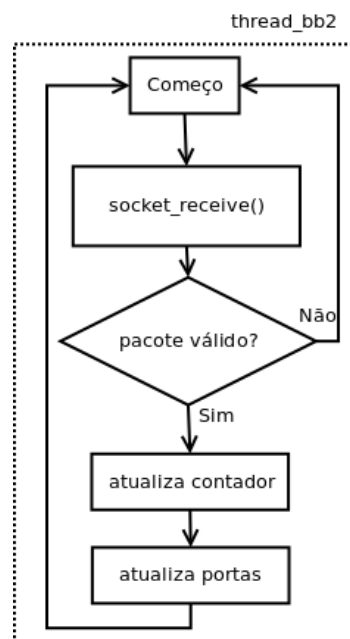 thread_bb2
Começo
socket_receive()
pacote válido?
Não
Sim
atualiza contador
atualiza portas